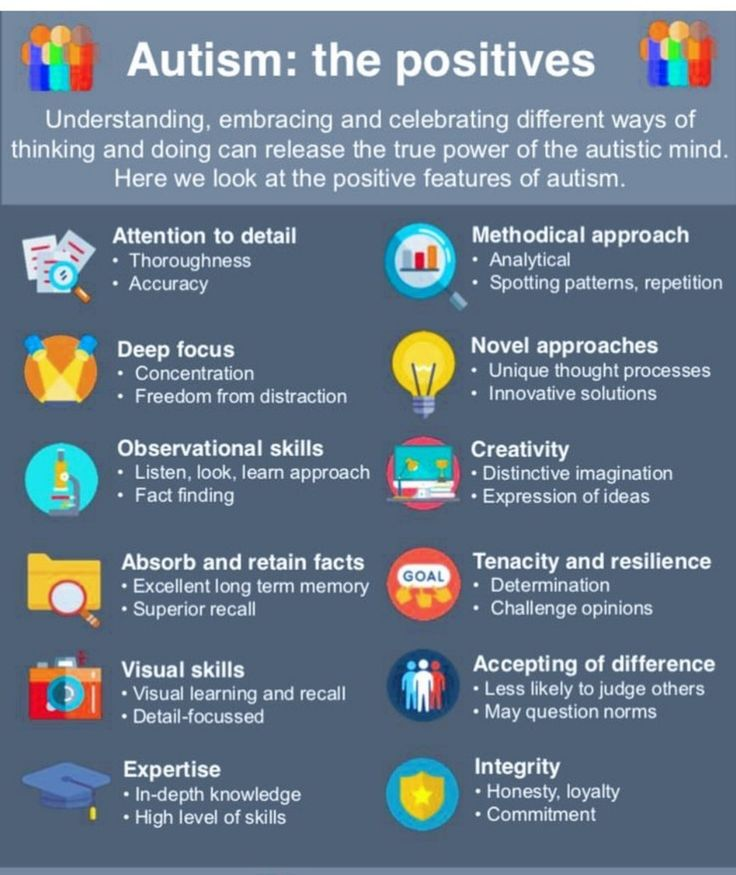 Autism: the positives
Understanding, embracing and celebrating different ways of
thinking and doing can release the true power of the autistic mind.
Here we look at the positive features of autism.
Attention to detail
• Thoroughness
• Accuracy
Methodical approach
• Analytical
• Spotting patterns, repetition
Deep focus
• Concentration
• Freedom from distraction
Novel approaches
• Unique thought processes
• Innovative solutions
Observational skills
• Listen, look, learn approach
• Fact finding
Creativity
• Distinctive imagination
• Expression of ideas
Absorb and retain facts
• Excellent long term memory
• Superior recall
GOAL
Tenacity and resilience
• Determination
• Challenge opinions
Visual skills
• Visual learning and recall
• Detail-focussed
Accepting of difference
• Less likely to judge others
• May question norms
Expertise
• In-depth knowledge
• High level of skills
Integrity
• Honesty, loyalty
• Commitment